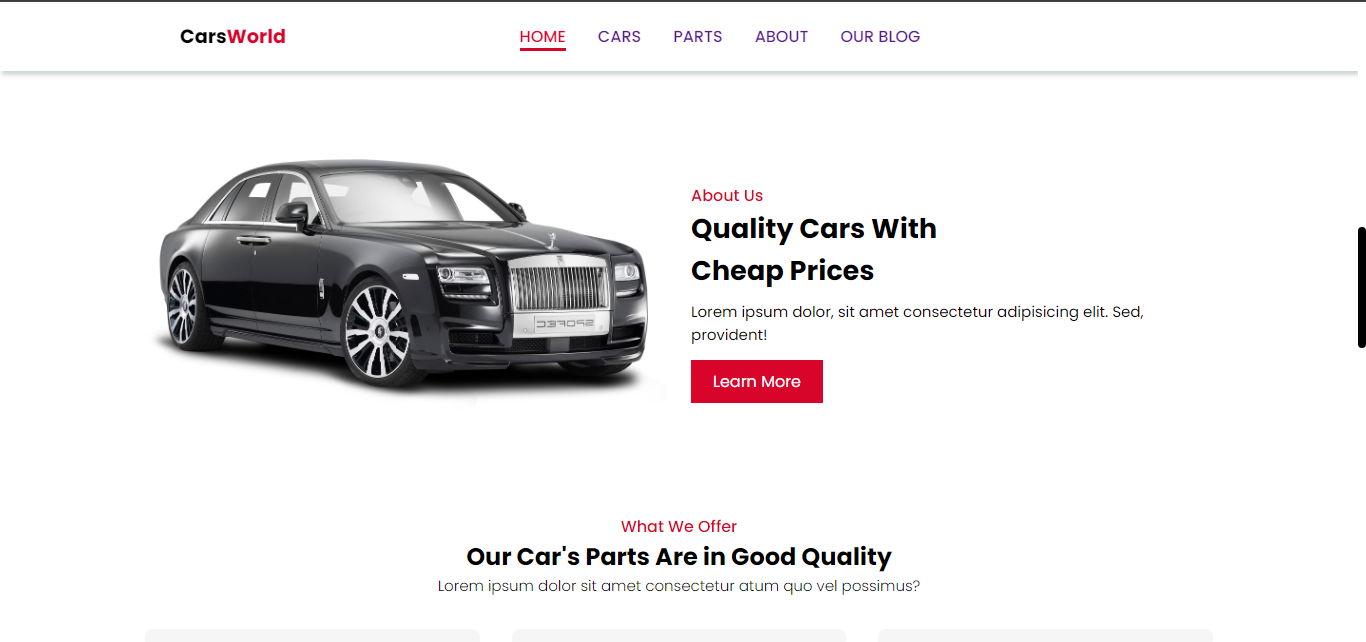 CarsWorld
HOME CARS PARTS ABOUT OUR BLOG
About Us
Quality Cars With
Cheap Prices
Lorem ipsum dolor, sit amet consectetur adipisicing elit. Sed,
provident!
Learn More
What We Offer
Our Car's Parts Are in Good Quality
Lorem ipsum dolor sit amet consectetur atum quo vel possimus?